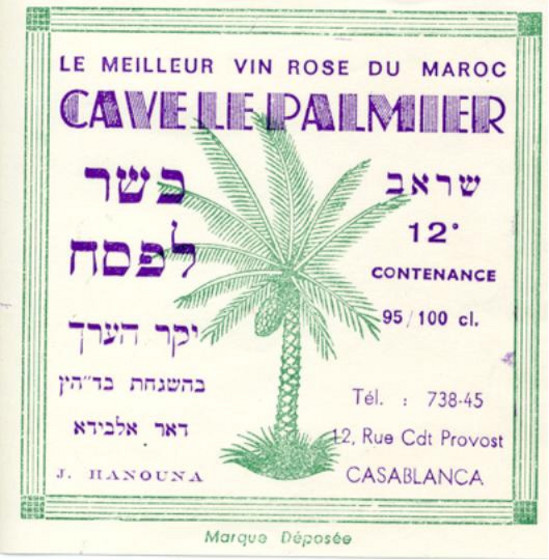 LE MEILLEUR VIN ROSE DU MAROC
CAVE LE PALMIER
כשר
לפסח
יקר הערך
בהשגחת בד״הין
דאר אלבידא
J. HANOUNA
שראב
12°
CONTENANCE
95/100 cl.
Tél. : 738-45
12, Rue Cdt Provost
CASABLANCA
Marque Déposée